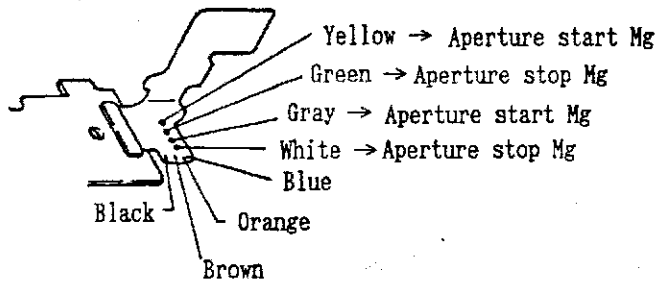 Yellow → Aperture start Mg
Green → Aperture stop Mg
Gray → Aperture start Mg
White → Aperture stop Mg
Blue
Black
Orange
Brown